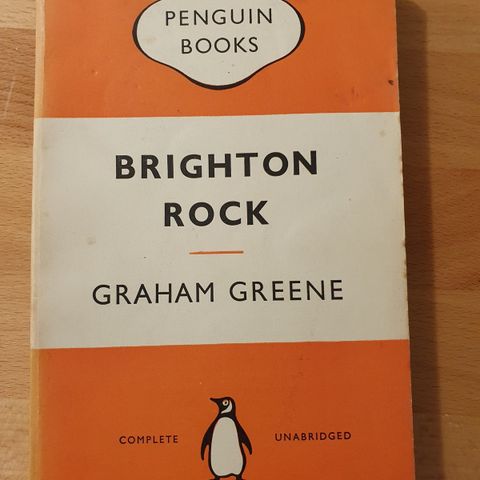 PENGUIN
BOOKS
BRIGHTON
ROCK
GRAHAM GREENE
COMPLETE UNABRIDGED